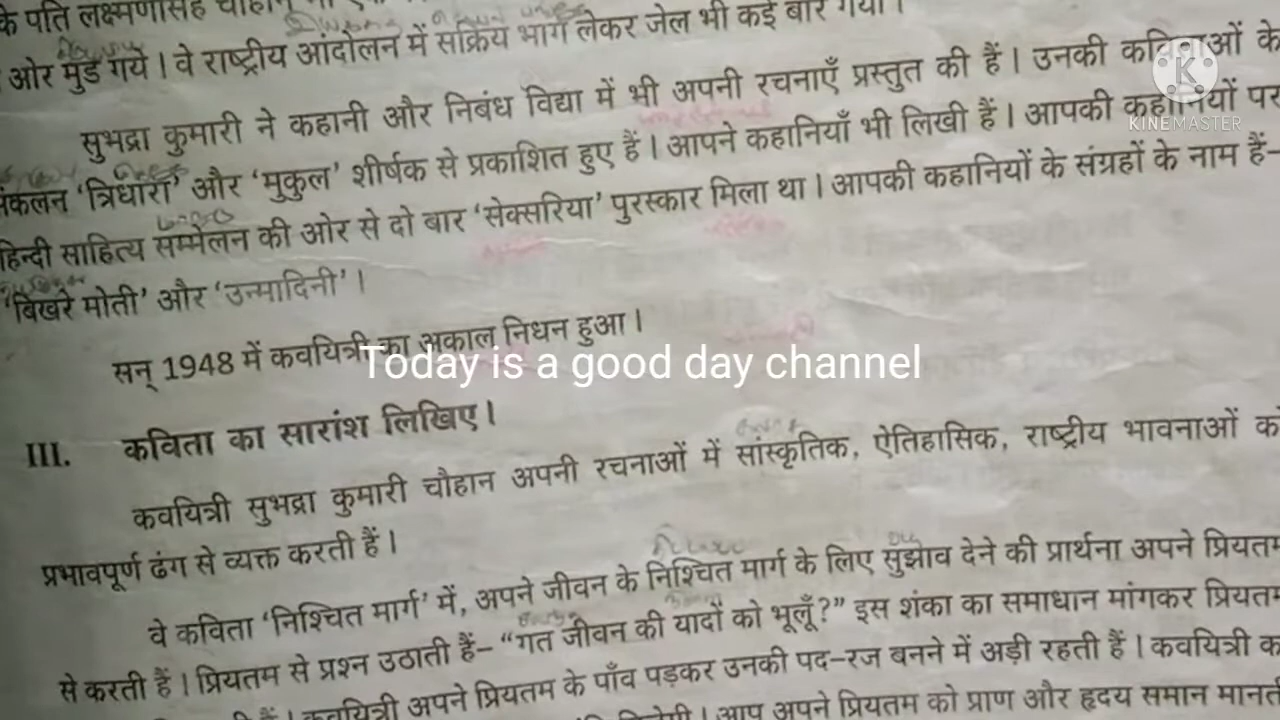 के पति लक्ष्मणसिंह चौहान
ओर मुड गये। वे राष्ट्रीय आंदोलन में सक्रिय भाग लेकर जेल भी कई बार गयी।
सुभद्रा कुमारी ने कहानी और निबंध विद्या में भी अपनी रचनाएँ प्रस्तुत की हैं। उनकी कविताओं के
संकलन 'त्रिधारा' और 'मुकुल' शीर्षक से प्रकाशित हुए हैं। आपने कहानियाँ भी लिखी हैं। आपकी कहानियों पर
हिन्दी साहित्य सम्मेलन की ओर से दो बार 'सेक्सरिया' पुरस्कार मिला था। आपकी कहानियों के संग्रहों के नाम हैं–
'बिखरे मोती' और 'उन्मादिनी'।
सन् 1948 में कवयित्री का अकाल निधन हुआ।
Today is a good day channel
III. कविता का सारांश लिखिए।
कवयित्री सुभद्रा कुमारी चौहान अपनी रचनाओं में सांस्कृतिक, ऐतिहासिक, राष्ट्रीय भावनाओं
प्रभावपूर्ण ढंग से व्यक्त करती हैं।
वे कविता 'निश्चित मार्ग' में, अपने जीवन के निश्चित मार्ग के लिए सुझाव देने की प्रार्थना अपने प्रियतम
से करती हैं। प्रियतम से प्रश्न उठाती हैं– "गत जीवन की यादों को भूलूँ?" इस शंका का समाधान मांगकर प्रियतम
कवयित्री अपने प्रियतम के पाँव पड़कर उनकी पद-रज बनने में अड़ी रहती हैं। कवयित्री
आप अपने प्रियतम को प्राण और हृदय समान मानती
K
KINEMASTER